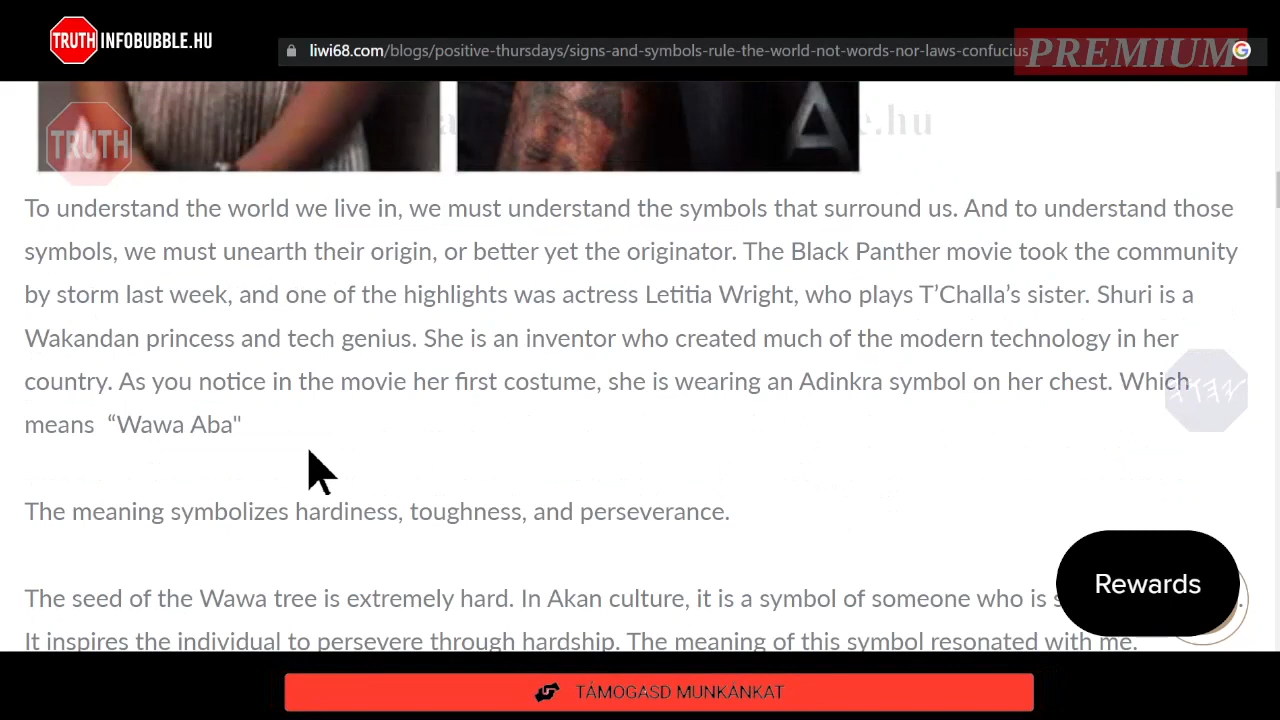 TRUTH INFOBUBBLE.HU
liwi68.com/blogs/positive-thursdays/signs-and-symbols-rule-the-world-not-words-nor-laws-confucius
PREMIUM
TRUTH
e.hu
To understand the world we live in, we must understand the symbols that surround us. And to understand those
symbols, we must unearth their origin, or better yet the originator. The Black Panther movie took the community
by storm last week, and one of the highlights was actress Letitia Wright, who plays T’Challa’s sister. Shuri is a
Wakandan princess and tech genius. She is an inventor who created much of the modern technology in her
country. As you notice in the movie her first costume, she is wearing an Adinkra symbol on her chest. Which
means “Wawa Aba"
The meaning symbolizes hardiness, toughness, and perseverance.
The seed of the Wawa tree is extremely hard. In Akan culture, it is a symbol of someone who is
It inspires the individual to persevere through hardship. The meaning of this symbol resonated with me.
Rewards
TÁMOGASD MUNKÁNKAT